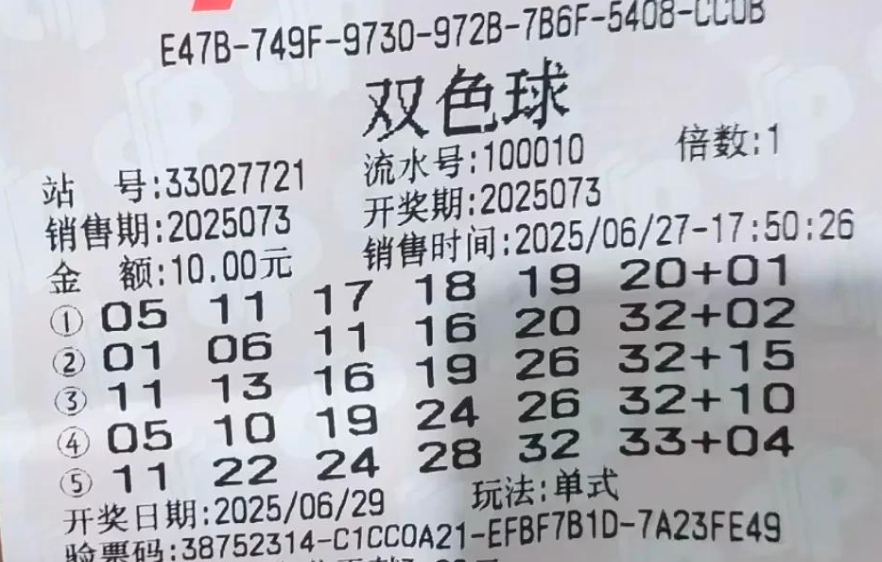 E47B-749F-9730-972B-7B6F-5408-CC0B
双色球
站 号:33027721 流水号:100010 倍数:1
销售期:2025073 开奖期:2025073
金 额:10.00元 销售时间:2025/06/27-17:50:26
① 05 11 17 18 19 20+01
② 01 06 11 16 20 32+02
③ 11 13 16 19 26 32+15
④ 05 10 19 24 26 32+10
⑤ 11 22 24 28 32 33+04
开奖日期:2025/06/29 玩法:单式
验票码:38752314-C1CC0A21-EFBF7B1D-7A23FE49